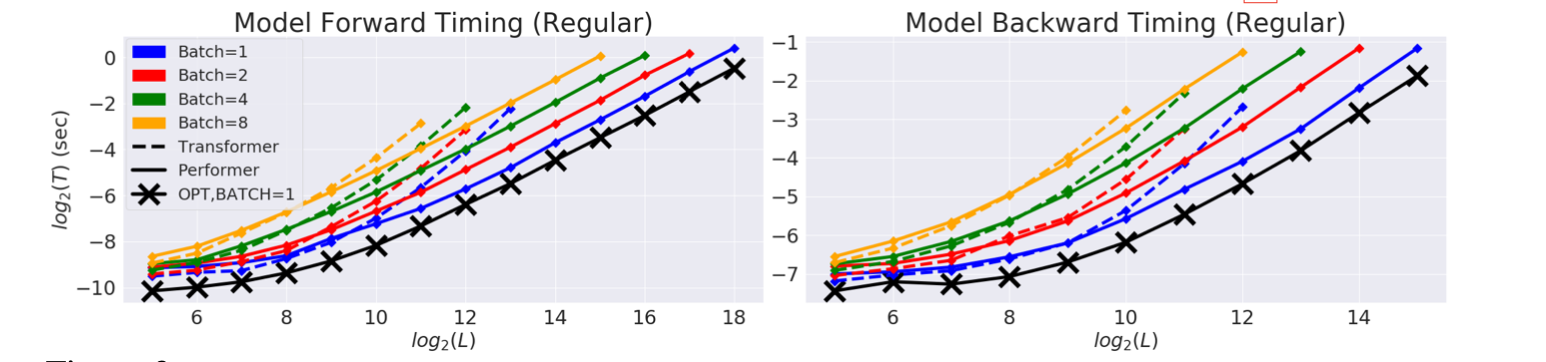 Model Forward Timing (Regular)
log₂(T) (sec)
0
−2
−4
−6
−8
−10
Batch=1
Batch=2
Batch=4
Batch=8
Transformer
Performer
OPT,BATCH=1
6
8
10
12
14
16
18
log₂(L)
Model Backward Timing (Regular)
−1
−2
−3
−4
−5
−6
−7
6
8
10
12
14
log₂(L)